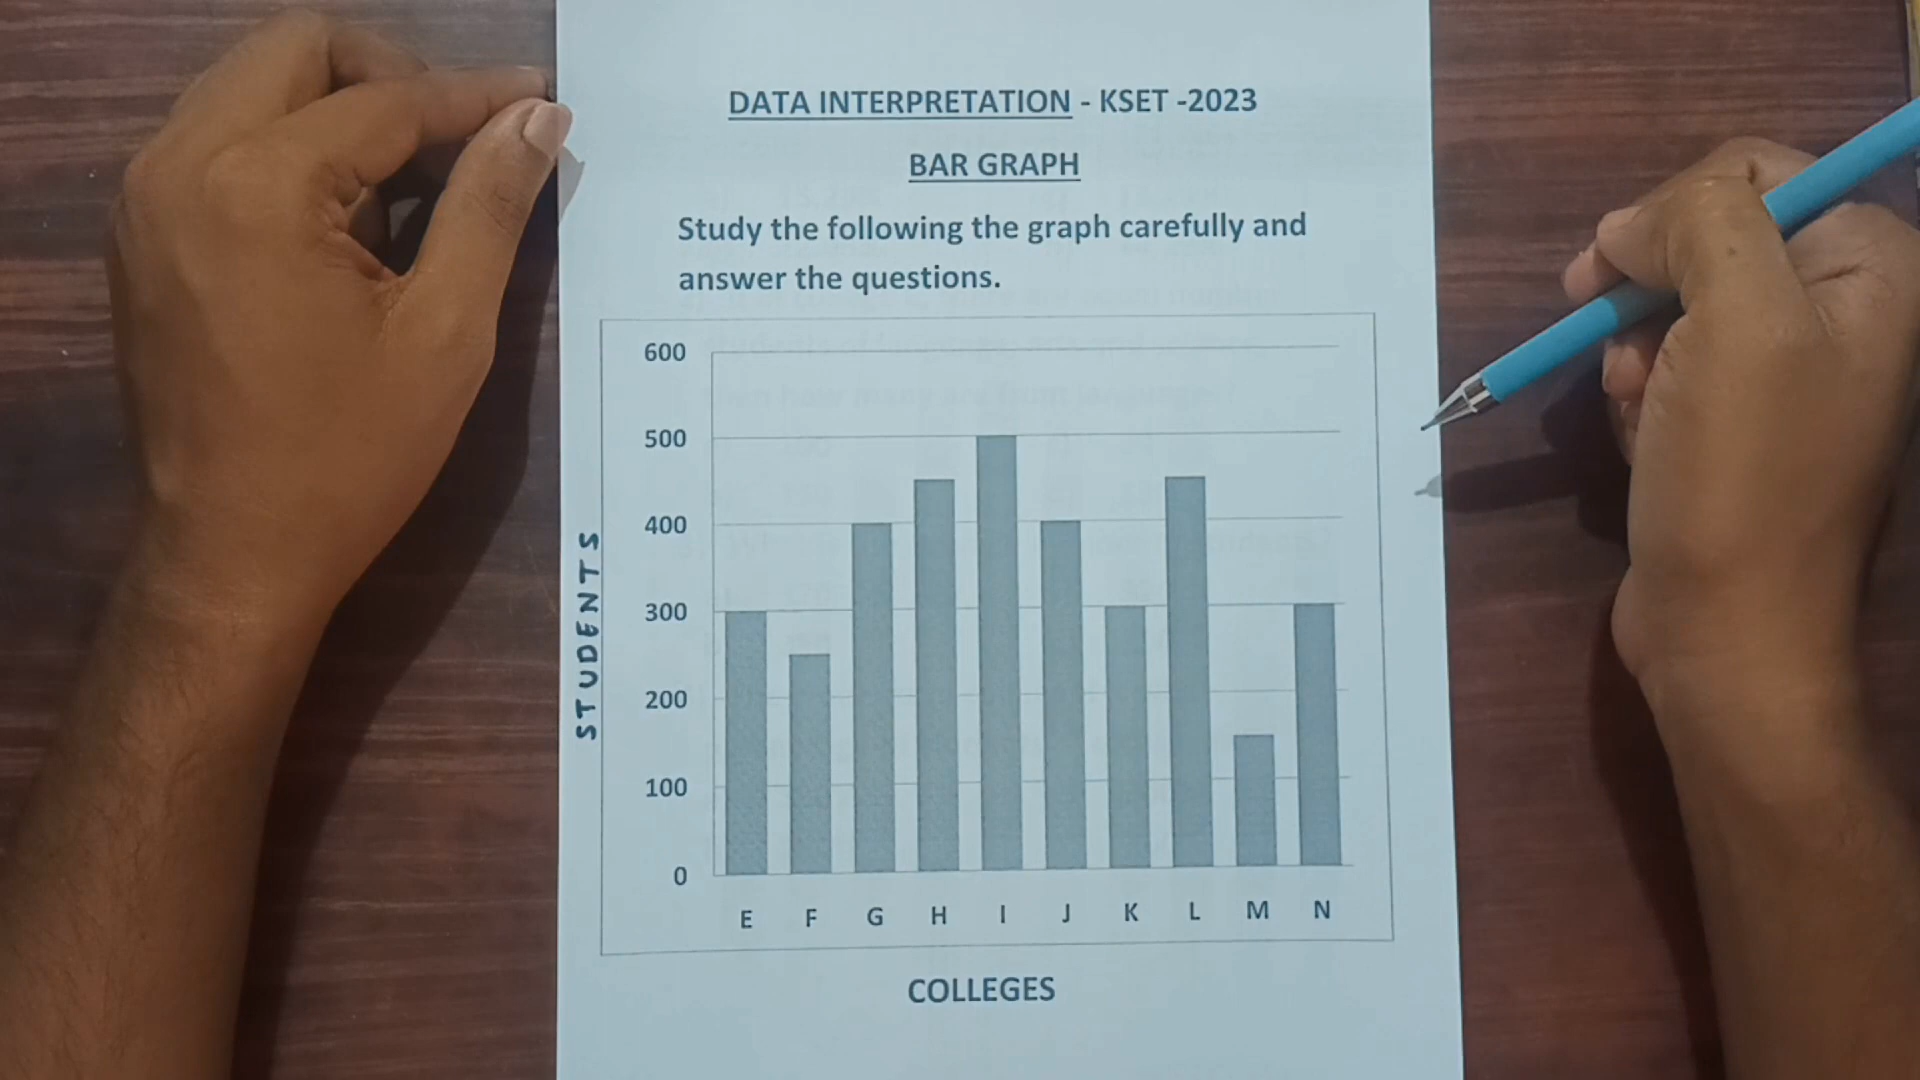 DATA INTERPRETATION - KSET -2023
BAR GRAPH
Study the following the graph carefully and
answer the questions.
600
500
400
300
200
100
0
STUDENTS
E F G H I J K L M N
COLLEGES